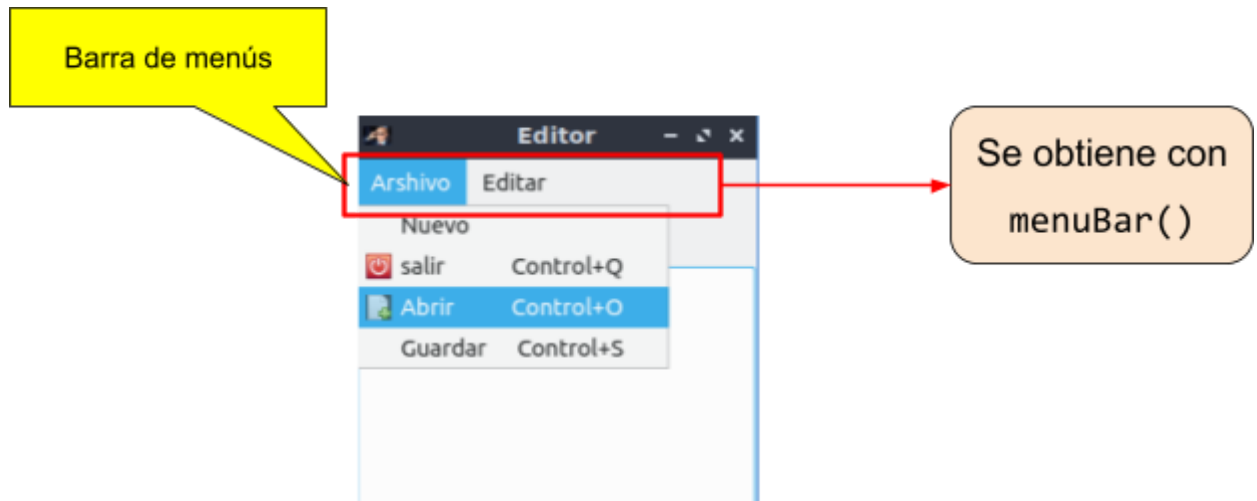 Barra de menús
Editor
Arshivo Editar
Se obtiene con
menuBar()
Nuevo
salir Control+Q
Abrir Control+O
Guardar Control+S